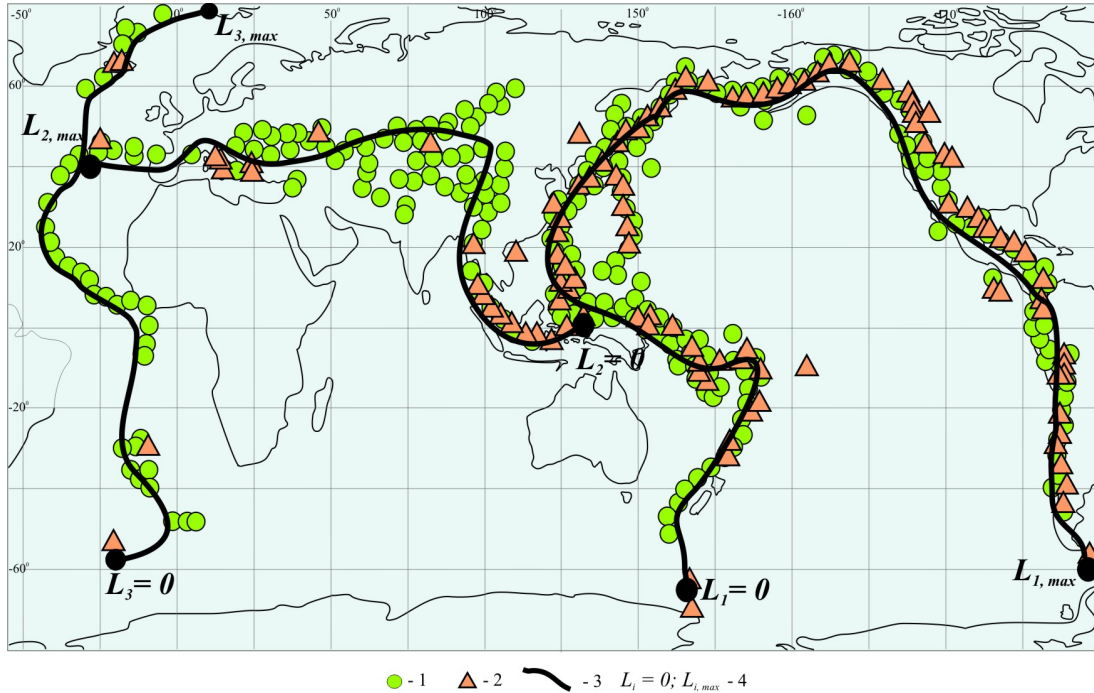 -50° 0° 50° 100° 150° -160° -110°
L3, max
60°
L2, max
20°
L2 = 0
-20°
-60°
L3 = 0
L1 = 0
L1, max
- 1 - 2 - 3 Li = 0; Li, max - 4